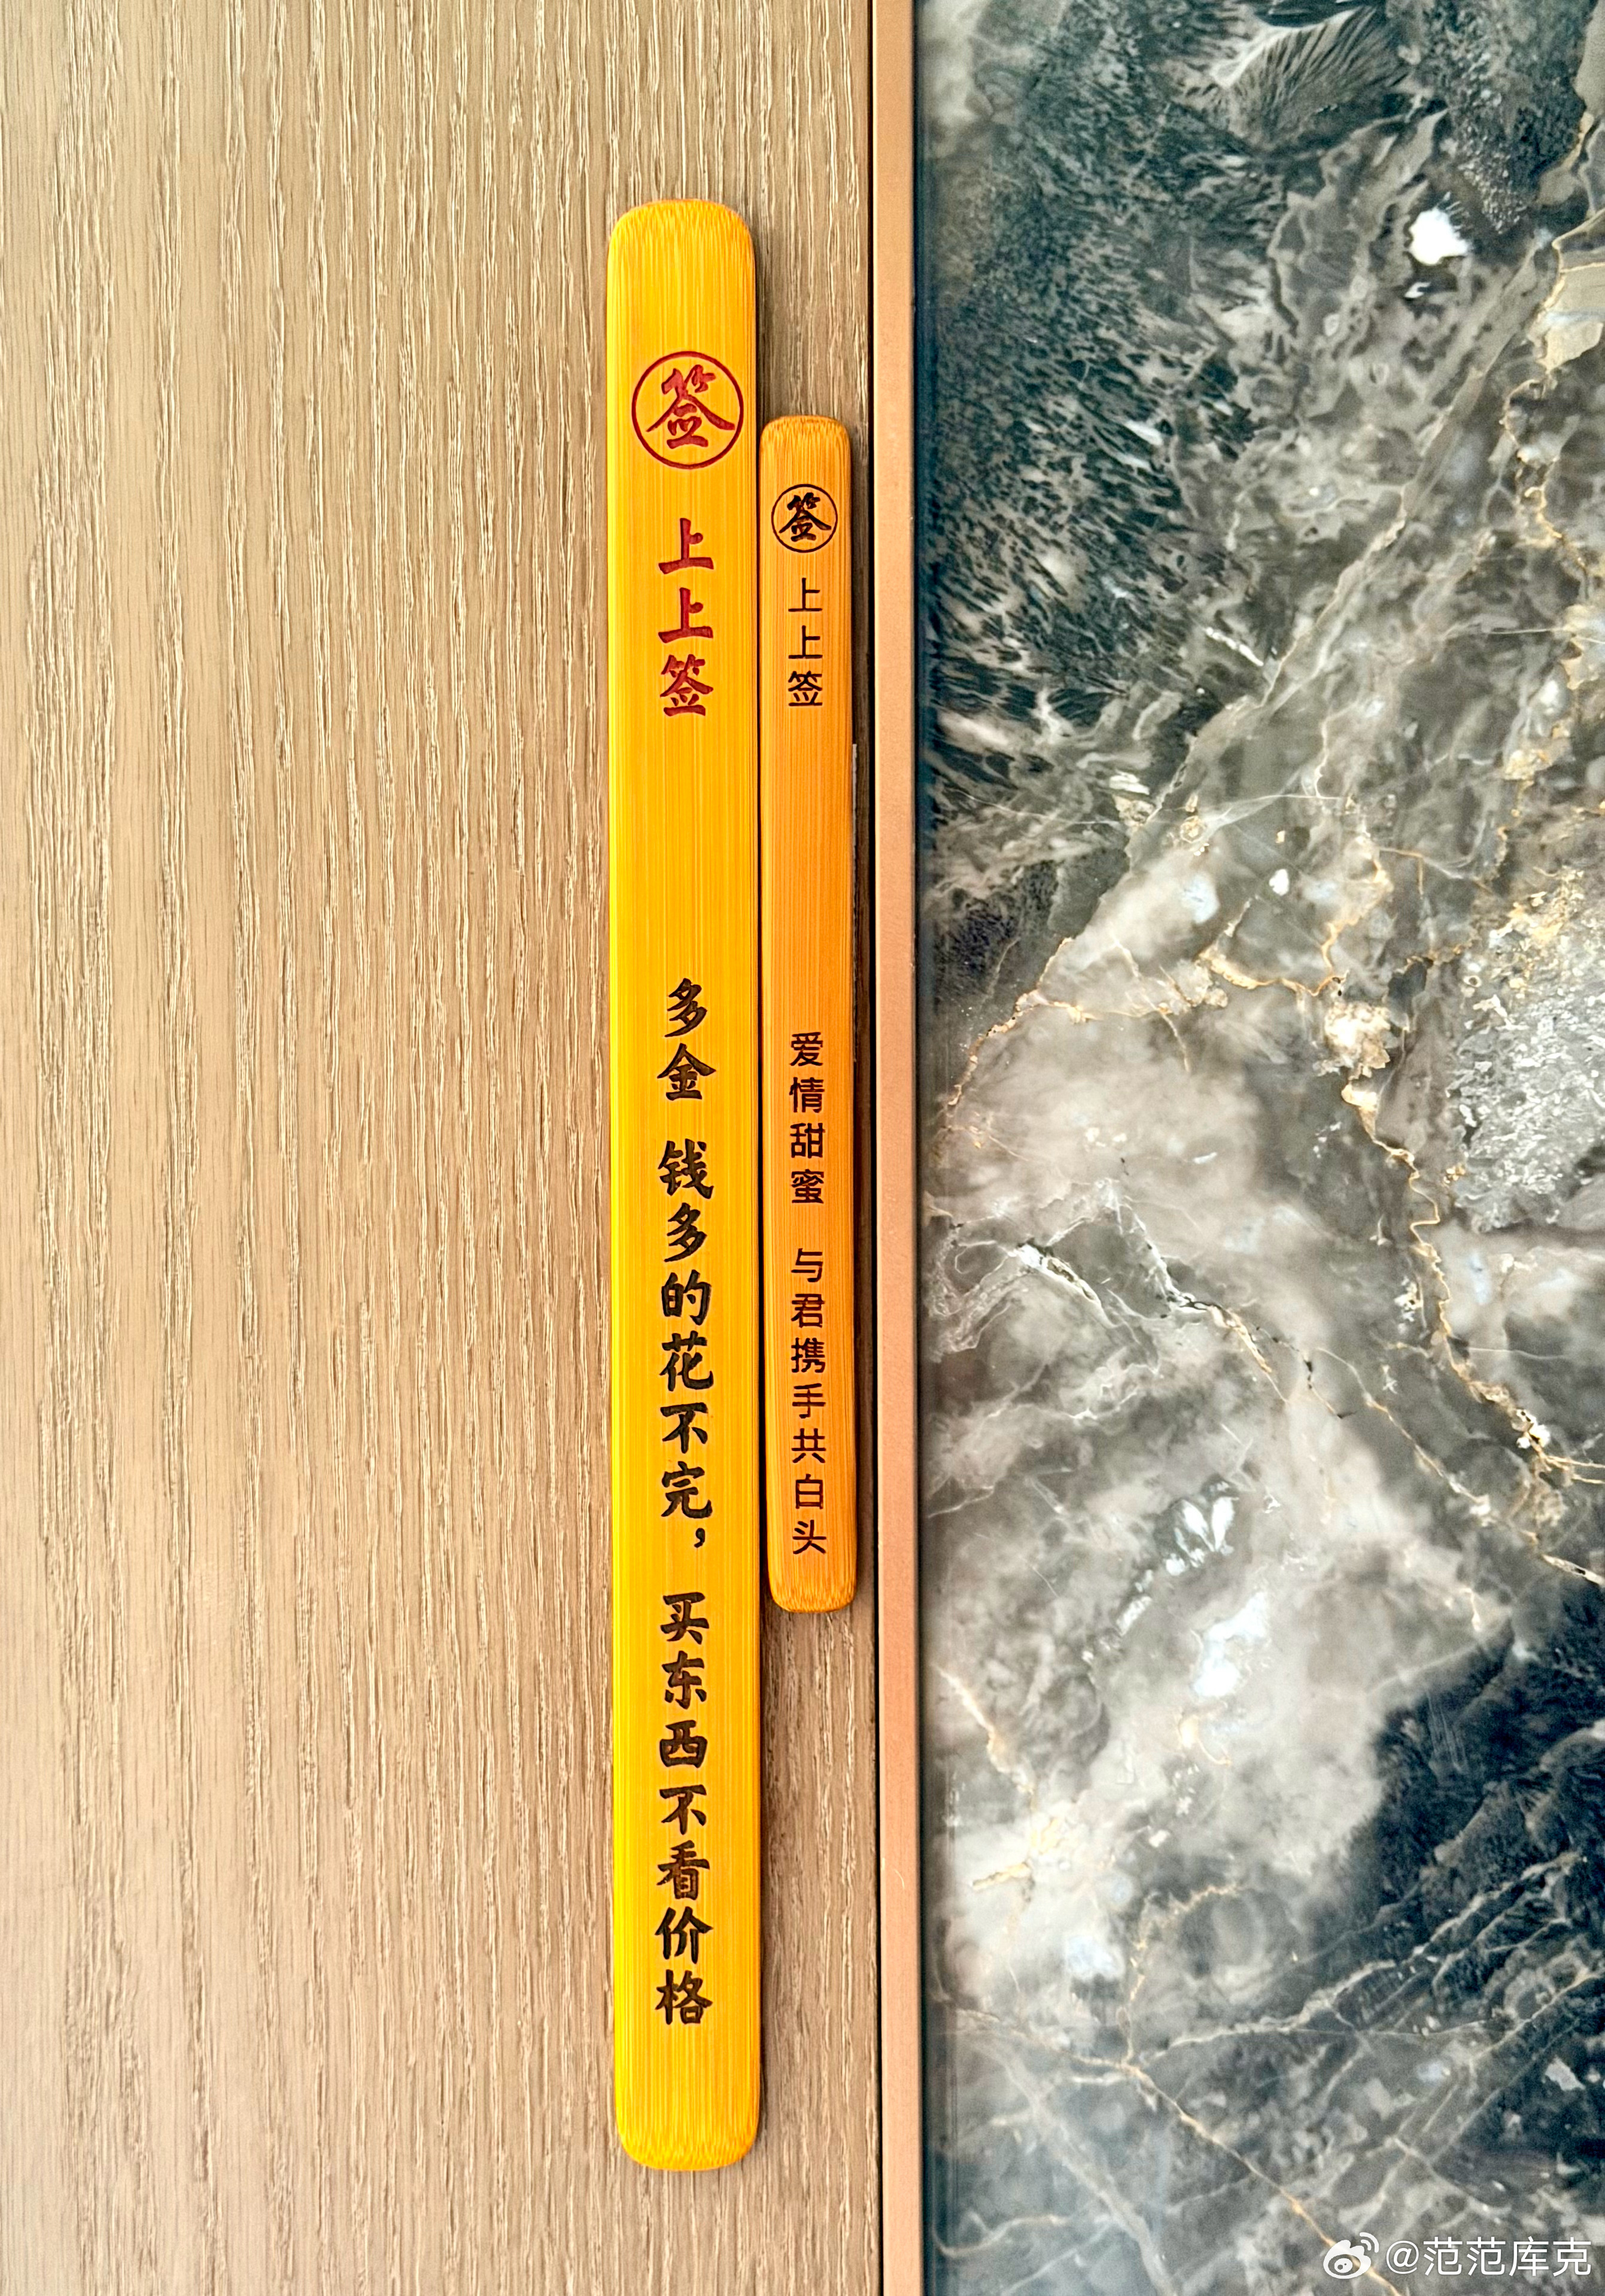 签
上上签
多金 钱多的花不完， 买东西不看价格
签
上上签
爱情甜蜜 与君携手共白头
@范范库克